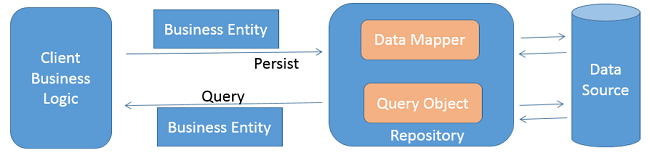 Client
Business
Logic
Business Entity
Persist
Query
Business Entity
Data Mapper
Query Object
Repository
Data
Source